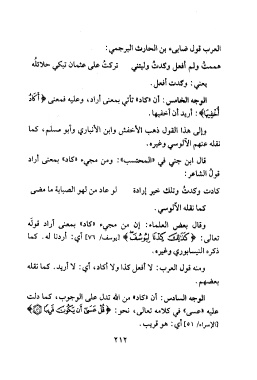 العرب قول ضابىء بن الحارث البرجمي:
هممتُ ولم أفعل وكدتُ وليتني تركتُ على عثمان تبكي حلائلُه
يعني: وكدت أفعل.
الوجه الخامس: أن «كاد» تأتي بمعنى أراد، وعليه فمعنى ﴿أَكَادُ
أُخْفِيهَا﴾: أريد أن أخفيها.
وإلى هذا القول ذهب الأخفش وابن الأنباري وأبو مسلم، كما
نقله عنهم الآلوسي وغيره.
قال ابن جني في «المحتسب»: ومن مجيء «كاد» بمعنى أراد
قولُ الشاعر:
كادت وكدتُ وتلك خير إرادة لو عاد من لهو الصبابة ما مضى
كما نقله الآلوسي.
وقال بعض العلماء: إن من مجيء «كاد» بمعنى أراد قوله
تعالى: ﴿كَذَلِكَ كِدْنَا لِيُوسُفَ﴾ [يوسف/ ٧٦] أي: أردنا له. كما
ذكره النيسابوري وغيره.
ومنه قول العرب: لا أفعل كذا ولا أكاد، أي: لا أريد. كما نقله
بعضهم.
الوجه السادس: أن «كاد» من الله تدل على الوجوب، كما دلت
عليه «عسى» في كلامه تعالى، نحو: ﴿قُلْ عَسَى أَن يَكُونَ قَرِيبًا ٥١﴾
[الإسراء/ ٥١] أي: هو قريب.
٢١٢